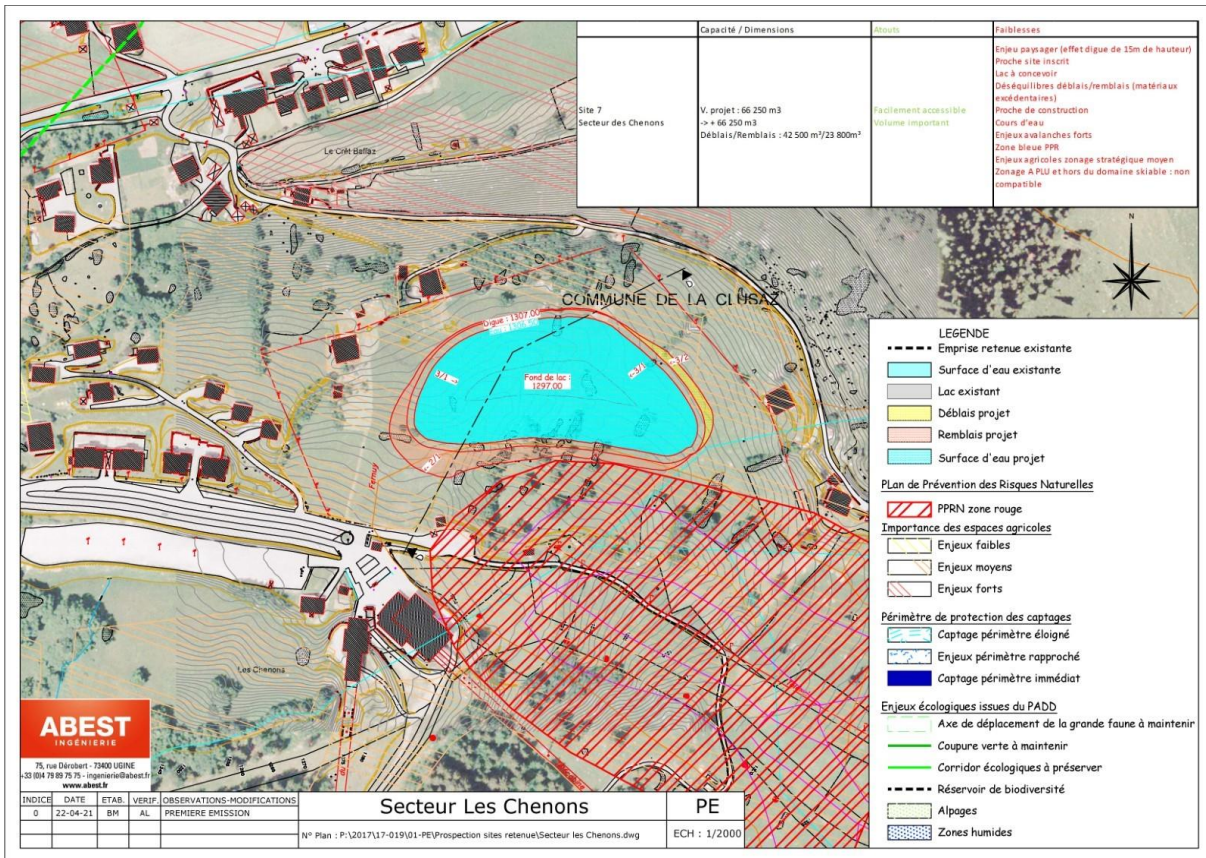 Capacité / Dimensions
Atouts
Faiblesses
Site 7
Secteur des Chenons
V. projet : 66 250 m3
-> + 66 250 m3
Déblais/Remblais : 42 500 m³/23 800m³
Facilement accessible
Volume important
Enjeu paysager (effet digue de 15m de hauteur)
Proche site inscrit
Lac à concevoir
Déséquilibres déblais/remblais (matériaux
excédentaires)
Proche de construction
Cours d'eau
Enjeux avalanches forts
Zone bleue PPR
Enjeux agricoles zonage stratégique moyen
Zonage A PLU et hors du domaine skiable : non
compatible
Le Crêt Battaz
N
COMMUNE DE LA CLUSAZ
Digue : 1307.00
3/1
Fond de lac :
1297.00
3/1
3/2
2/1
Les Chenons
LEGENDE
Emprise retenue existante
Surface d'eau existante
Lac existant
Déblais projet
Remblais projet
Surface d'eau projet
PLan de Prévention des Risques Naturelles
PPRN zone rouge
Importance des espaces agricoles
Enjeux faibles
Enjeux moyens
Enjeux forts
Périmètre de protection des captages
Captage périmètre éloigné
Enjeux périmètre rapproché
Captage périmètre immédiat
Enjeux écologiques issues du PADD
Axe de déplacement de la grande faune à maintenir
Coupure verte à maintenir
Corridor écologiques à préserver
Réservoir de biodiversité
Alpages
Zones humides
ABEST
INGÉNIERIE
75, rue Dérobert - 73400 UGINE
+33 (0)4 79 89 75 75 - ingenierie@abest.fr
www.abest.fr
INDICE DATE ETAB. VERIF. OBSERVATIONS-MODIFICATIONS
0 22-04-21 BM AL PREMIERE EMISSION
Secteur Les Chenons
PE
N° Plan : P:\2017\17-019\01-PE\Prospection sites retenue\Secteur les Chenons.dwg
ECH : 1/2000